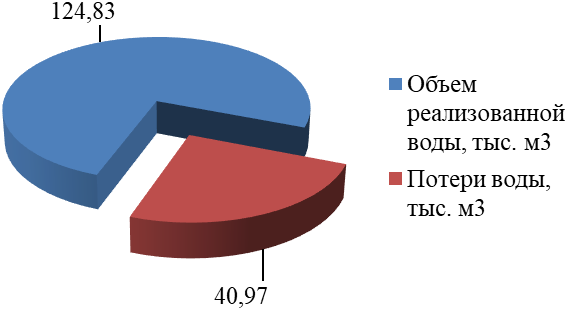 124,83
Объем
реализованной
воды, тыс. м3
Потери воды,
тыс. м3
40,97